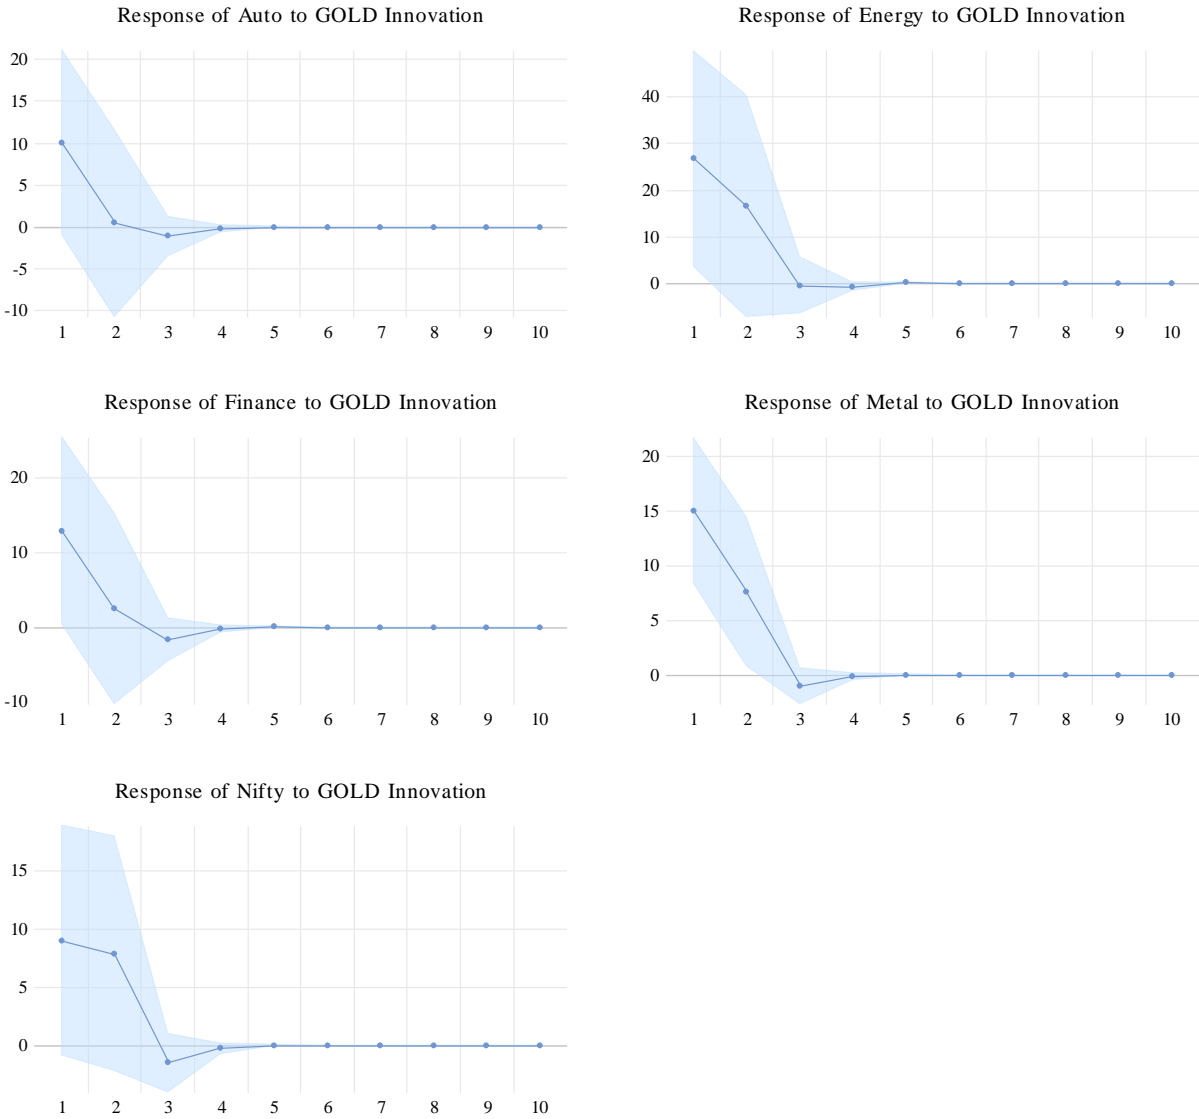 Response of Auto to GOLD Innovation
20
15
10
5
0
-5
-10
1 2 3 4 5 6 7 8 9 10
Response of Energy to GOLD Innovation
40
30
20
10
0
1 2 3 4 5 6 7 8 9 10
Response of Finance to GOLD Innovation
20
10
0
-10
1 2 3 4 5 6 7 8 9 10
Response of Metal to GOLD Innovation
20
15
10
5
0
1 2 3 4 5 6 7 8 9 10
Response of Nifty to GOLD Innovation
15
10
5
0
1 2 3 4 5 6 7 8 9 10